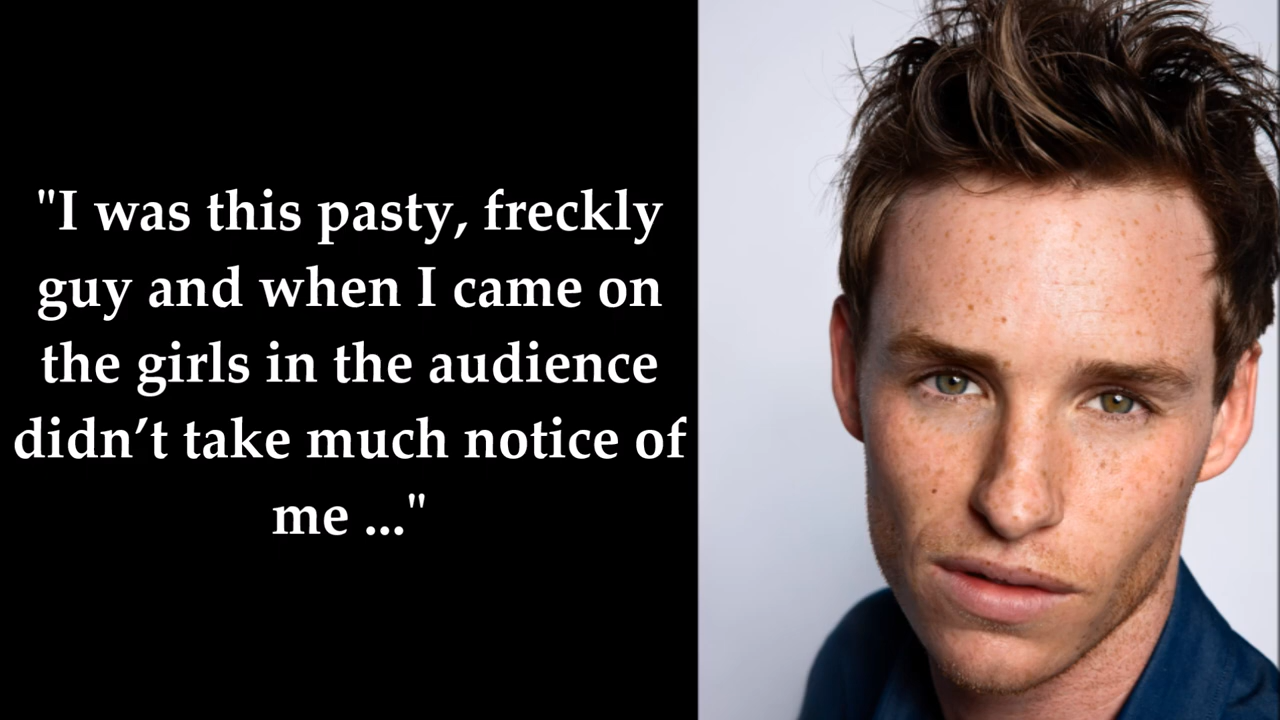 "I was this pasty, freckly
guy and when I came on
the girls in the audience
didn’t take much notice of
me ..."